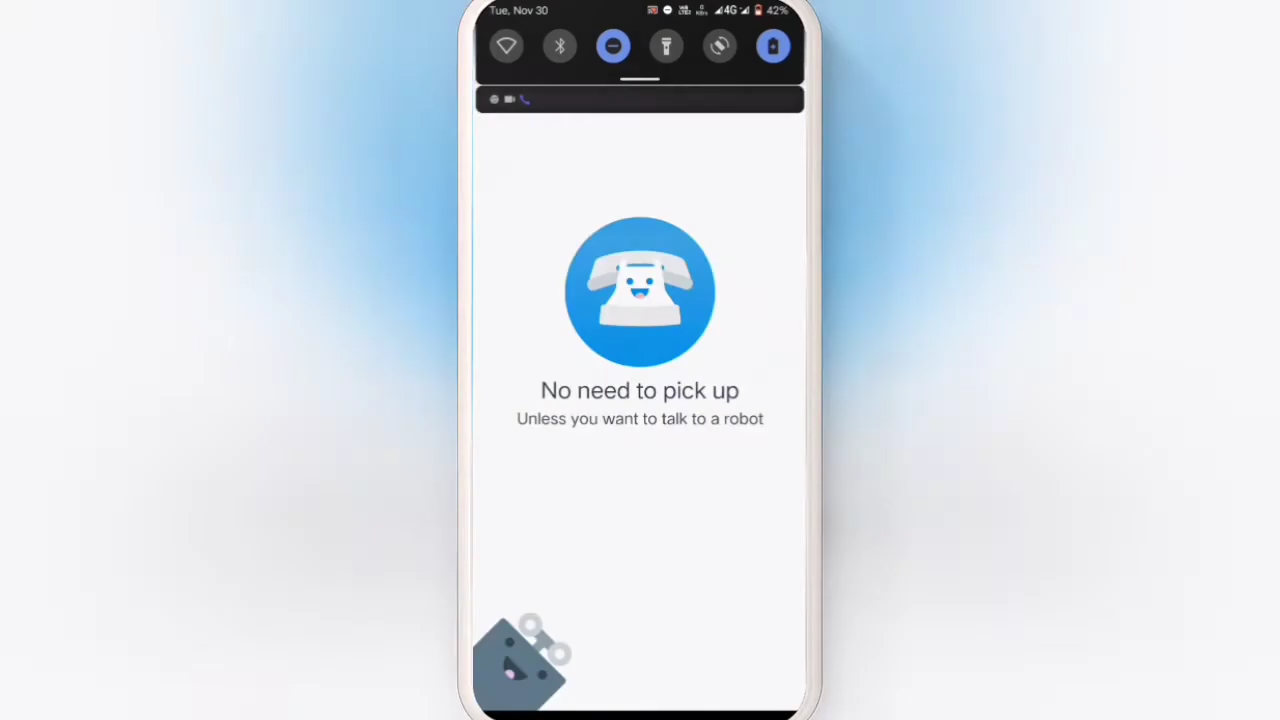 Tue, Nov 30
4G 42%
No need to pick up
Unless you want to talk to a robot